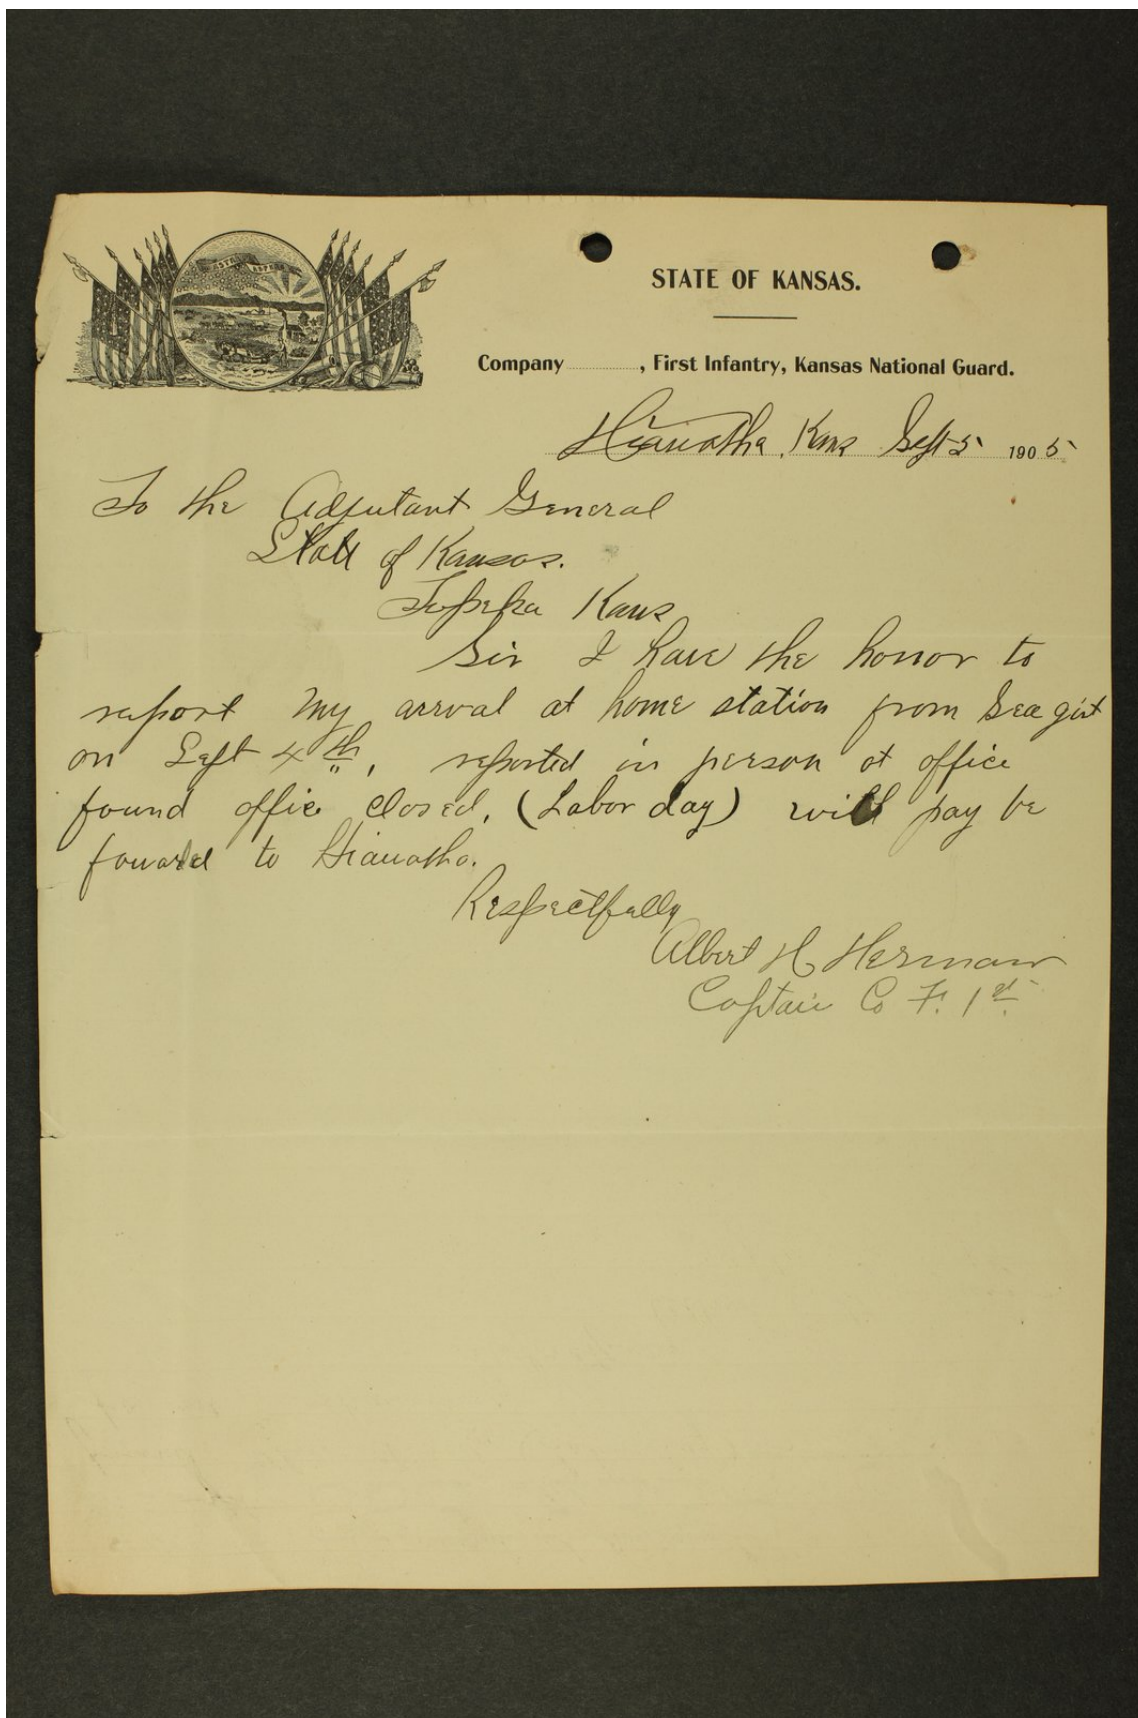 STATE OF KANSAS.
Company ........, First Infantry, Kansas National Guard.
Hiawatha, Kans Sept 5 1905
To the Adjutant General
State of Kansas.
Topeka Kans
Sir I have the honor to
report my arrval at home station from Sea girt
on Sept 4th, reported in person at office
found offic closed, (Labor day) will pay be
fouarded to Hiawatha.
Respectfully
Albert H Herman
Captain Co F. 1st.